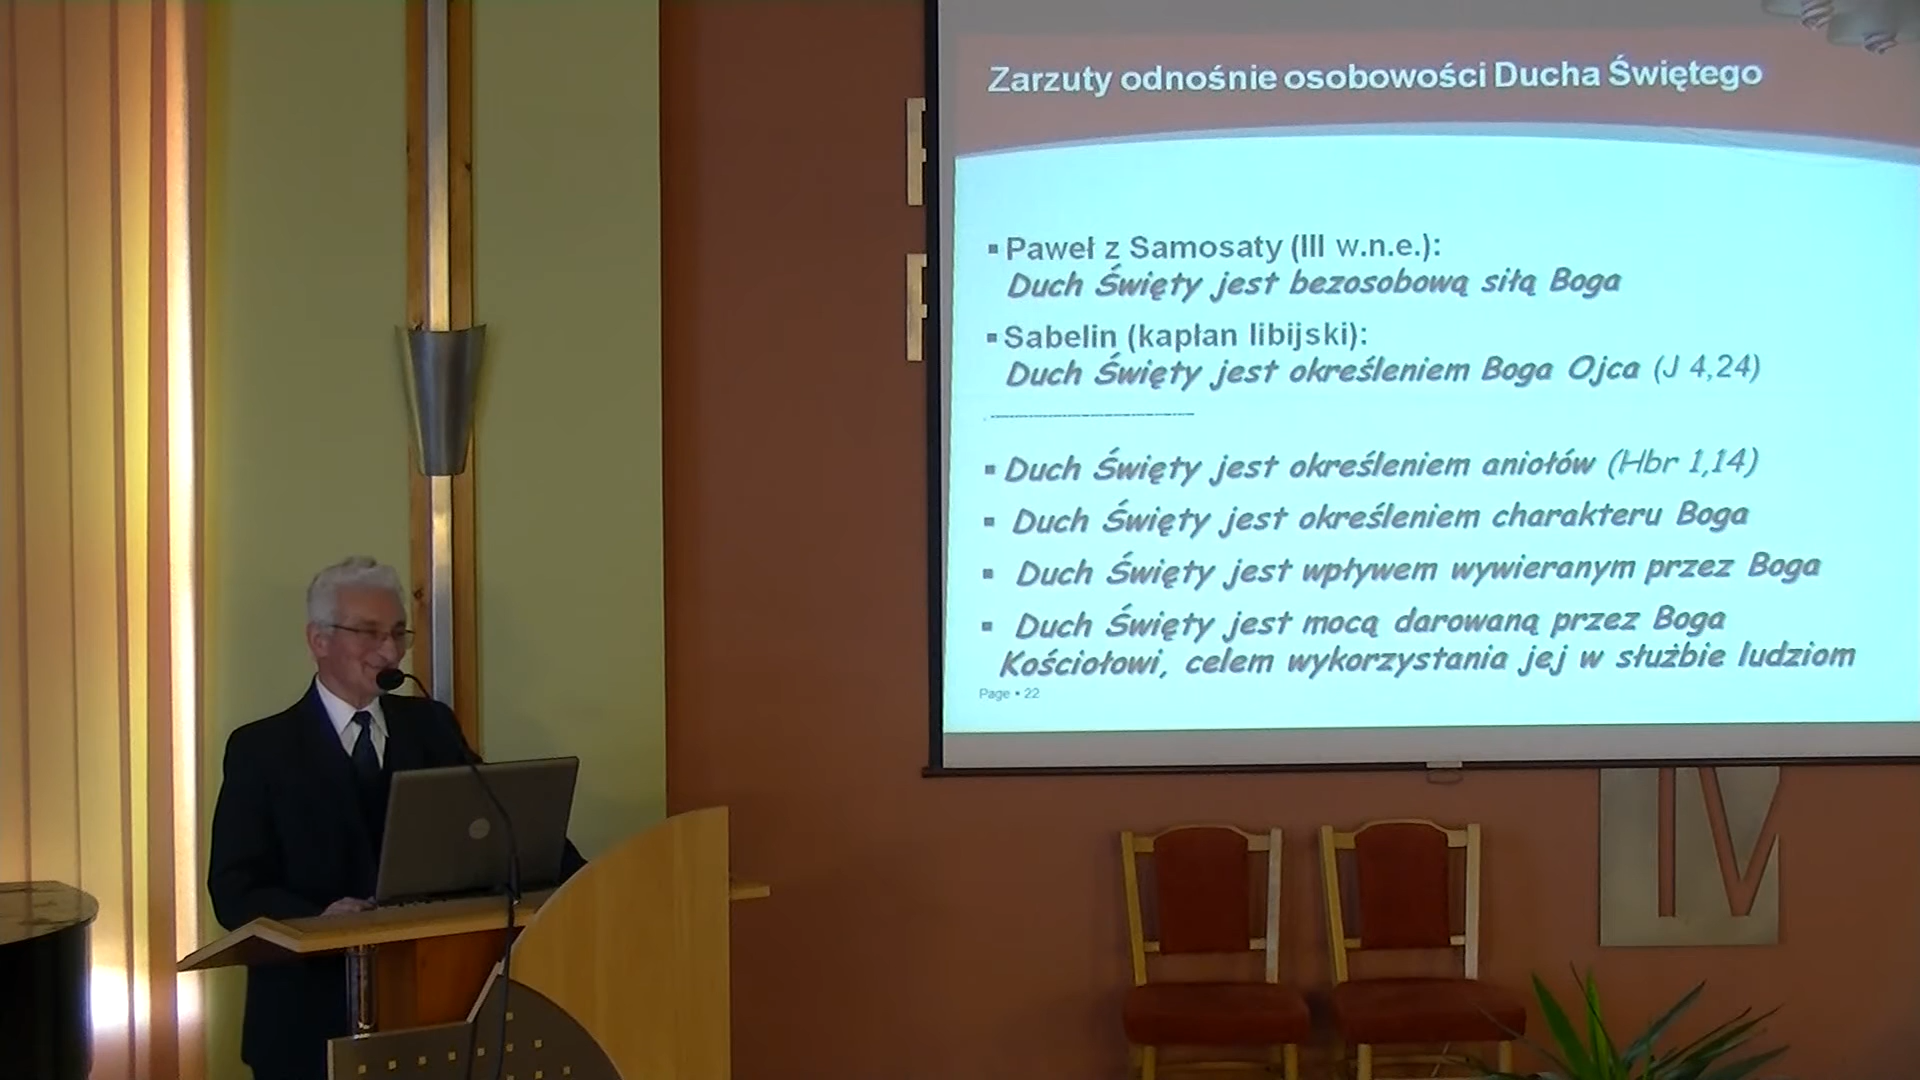 Zarzuty odnośnie osobowości Ducha Świętego
▪ Paweł z Samosaty (III w.n.e.):
Duch Święty jest bezosobową siłą Boga
▪ Sabelin (kapłan libijski):
Duch Święty jest określeniem Boga Ojca (J 4,24)
▪ Duch Święty jest określeniem aniołów (Hbr 1,14)
▪ Duch Święty jest określeniem charakteru Boga
▪ Duch Święty jest wpływem wywieranym przez Boga
▪ Duch Święty jest mocą darowaną przez Boga
Kościołowi, celem wykorzystania jej w służbie ludziom
Page ▪ 22